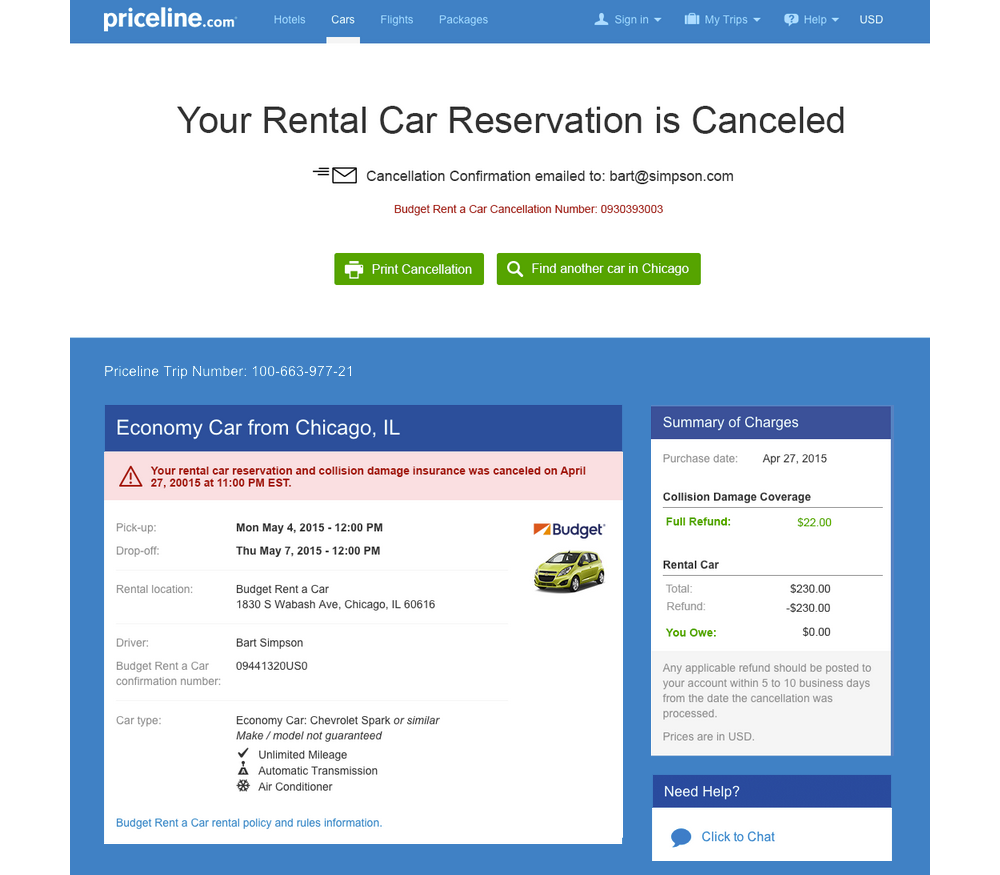 priceline.com
Hotels Cars Flights Packages Sign in My Trips Help USD
Your Rental Car Reservation is Canceled
Cancellation Confirmation emailed to: bart@simpson.com
Budget Rent a Car Cancellation Number: 0930393003
Print Cancellation
Find another car in Chicago
Priceline Trip Number: 100-663-977-21
Economy Car from Chicago, IL
Your rental car reservation and collision damage insurance was canceled on April
27, 20015 at 11:00 PM EST.
Pick-up: Mon May 4, 2015 - 12:00 PM
Drop-off: Thu May 7, 2015 - 12:00 PM
Budget
Rental location: Budget Rent a Car
1830 S Wabash Ave, Chicago, IL 60616
Driver: Bart Simpson
Budget Rent a Car 09441320US0
confirmation number:
Car type: Economy Car: Chevrolet Spark or similar
Make / model not guaranteed
Unlimited Mileage
Automatic Transmission
Air Conditioner
Budget Rent a Car rental policy and rules information.
Summary of Charges
Purchase date: Apr 27, 2015
Collision Damage Coverage
Full Refund: $22.00
Rental Car
Total: $230.00
Refund: -$230.00
You Owe: $0.00
Any applicable refund should be posted to
your account within 5 to 10 business days
from the date the cancellation was
processed.
Prices are in USD.
Need Help?
Click to Chat